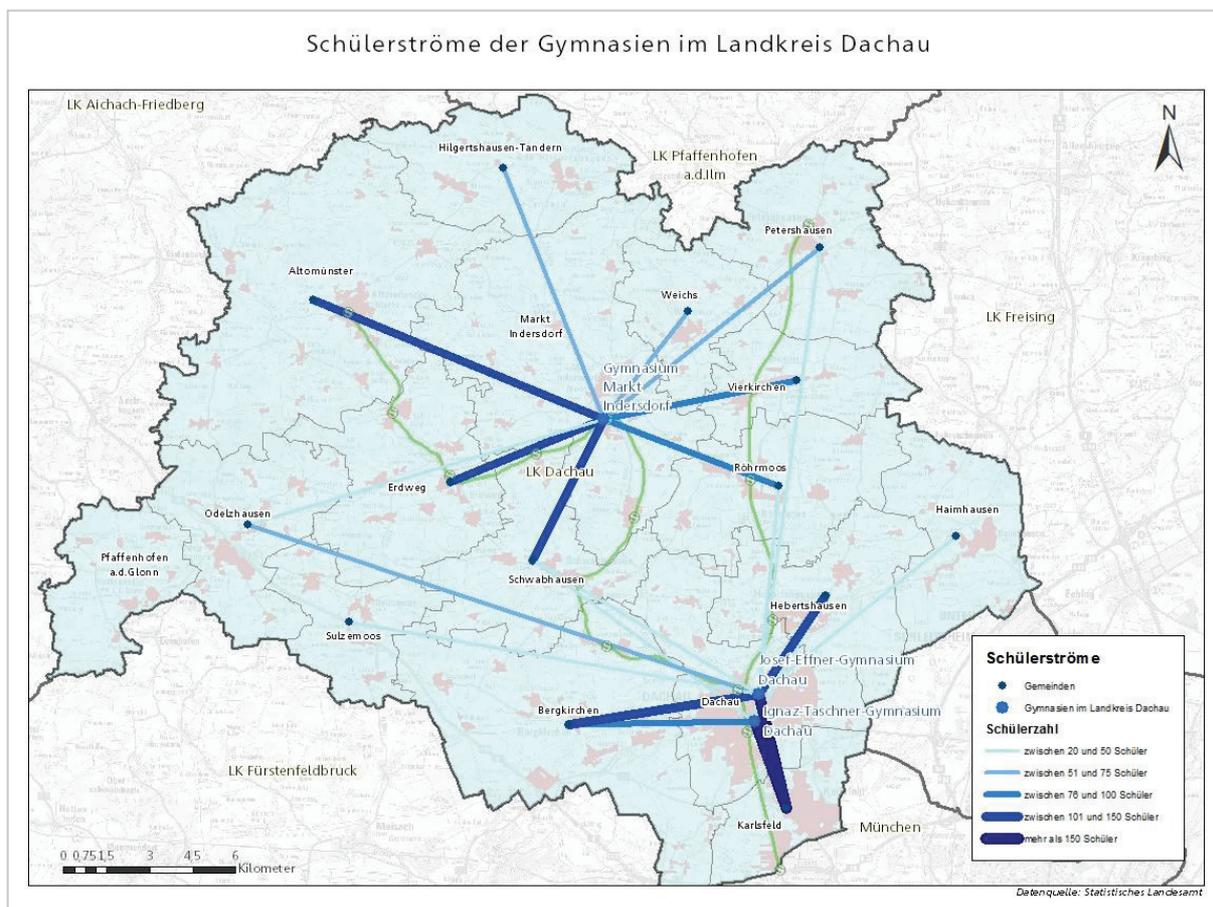 Schülerströme der Gymnasien im Landkreis Dachau
LK Aichach-Friedberg
N
Hilgertshausen-Tandern
LK Pfaffenhofen
a.d.Ilm
Petershausen
Altomünster
Weichs
Markt
Indersdorf
LK Freising
Gymnasium
Markt
Indersdorf
Vierkirchen
LK Dachau
Röhrmoos
Erdweg
Odelzhausen
Haimhausen
Pfaffenhofen
a.d.Glonn
Schwabhausen
Hebertshausen
Sulzemoos
Josef-Effner-Gymnasium
Dachau
Dachau
Bergkirchen
Ignaz-Taschner-Gymnasium
Dachau
LK Fürstenfeldbruck
Karlsfeld
München
Schülerströme
Gemeinden
Gymnasien im Landkreis Dachau
Schülerzahl
zwischen 20 und 50 Schüler
zwischen 51 und 75 Schüler
zwischen 76 und 100 Schüler
zwischen 101 und 150 Schüler
mehr als 150 Schüler
0 0,75 1,5 3 4,5 6
Kilometer
Datenquelle: Statistisches Landesamt